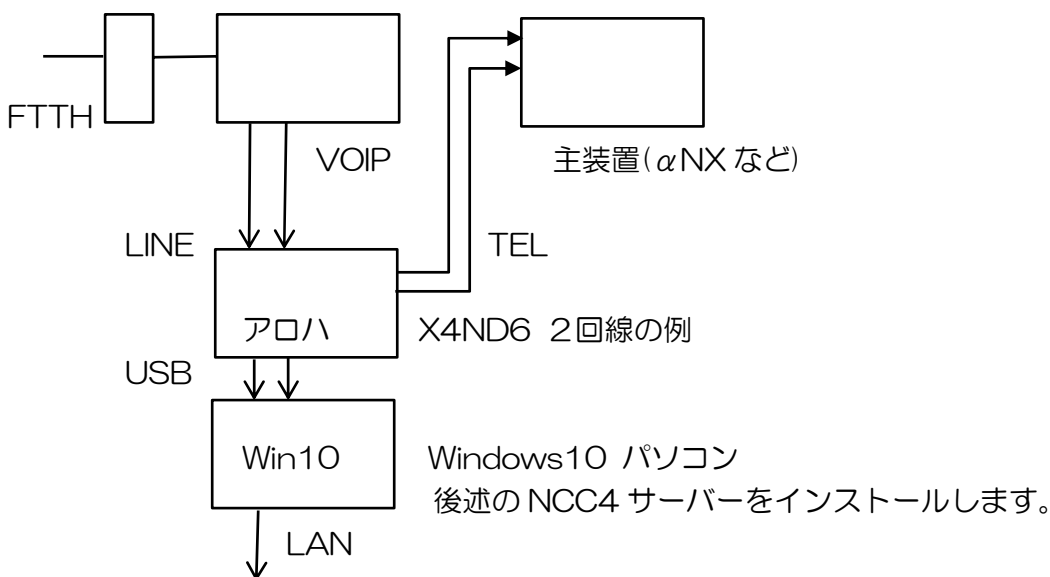 FTTH
VOIP
主装置(αNX など)
LINE
TEL
アロハ
X4ND6 2回線の例
USB
Win10
Windows10 パソコン
後述の NCC4 サーバーをインストールします。
LAN